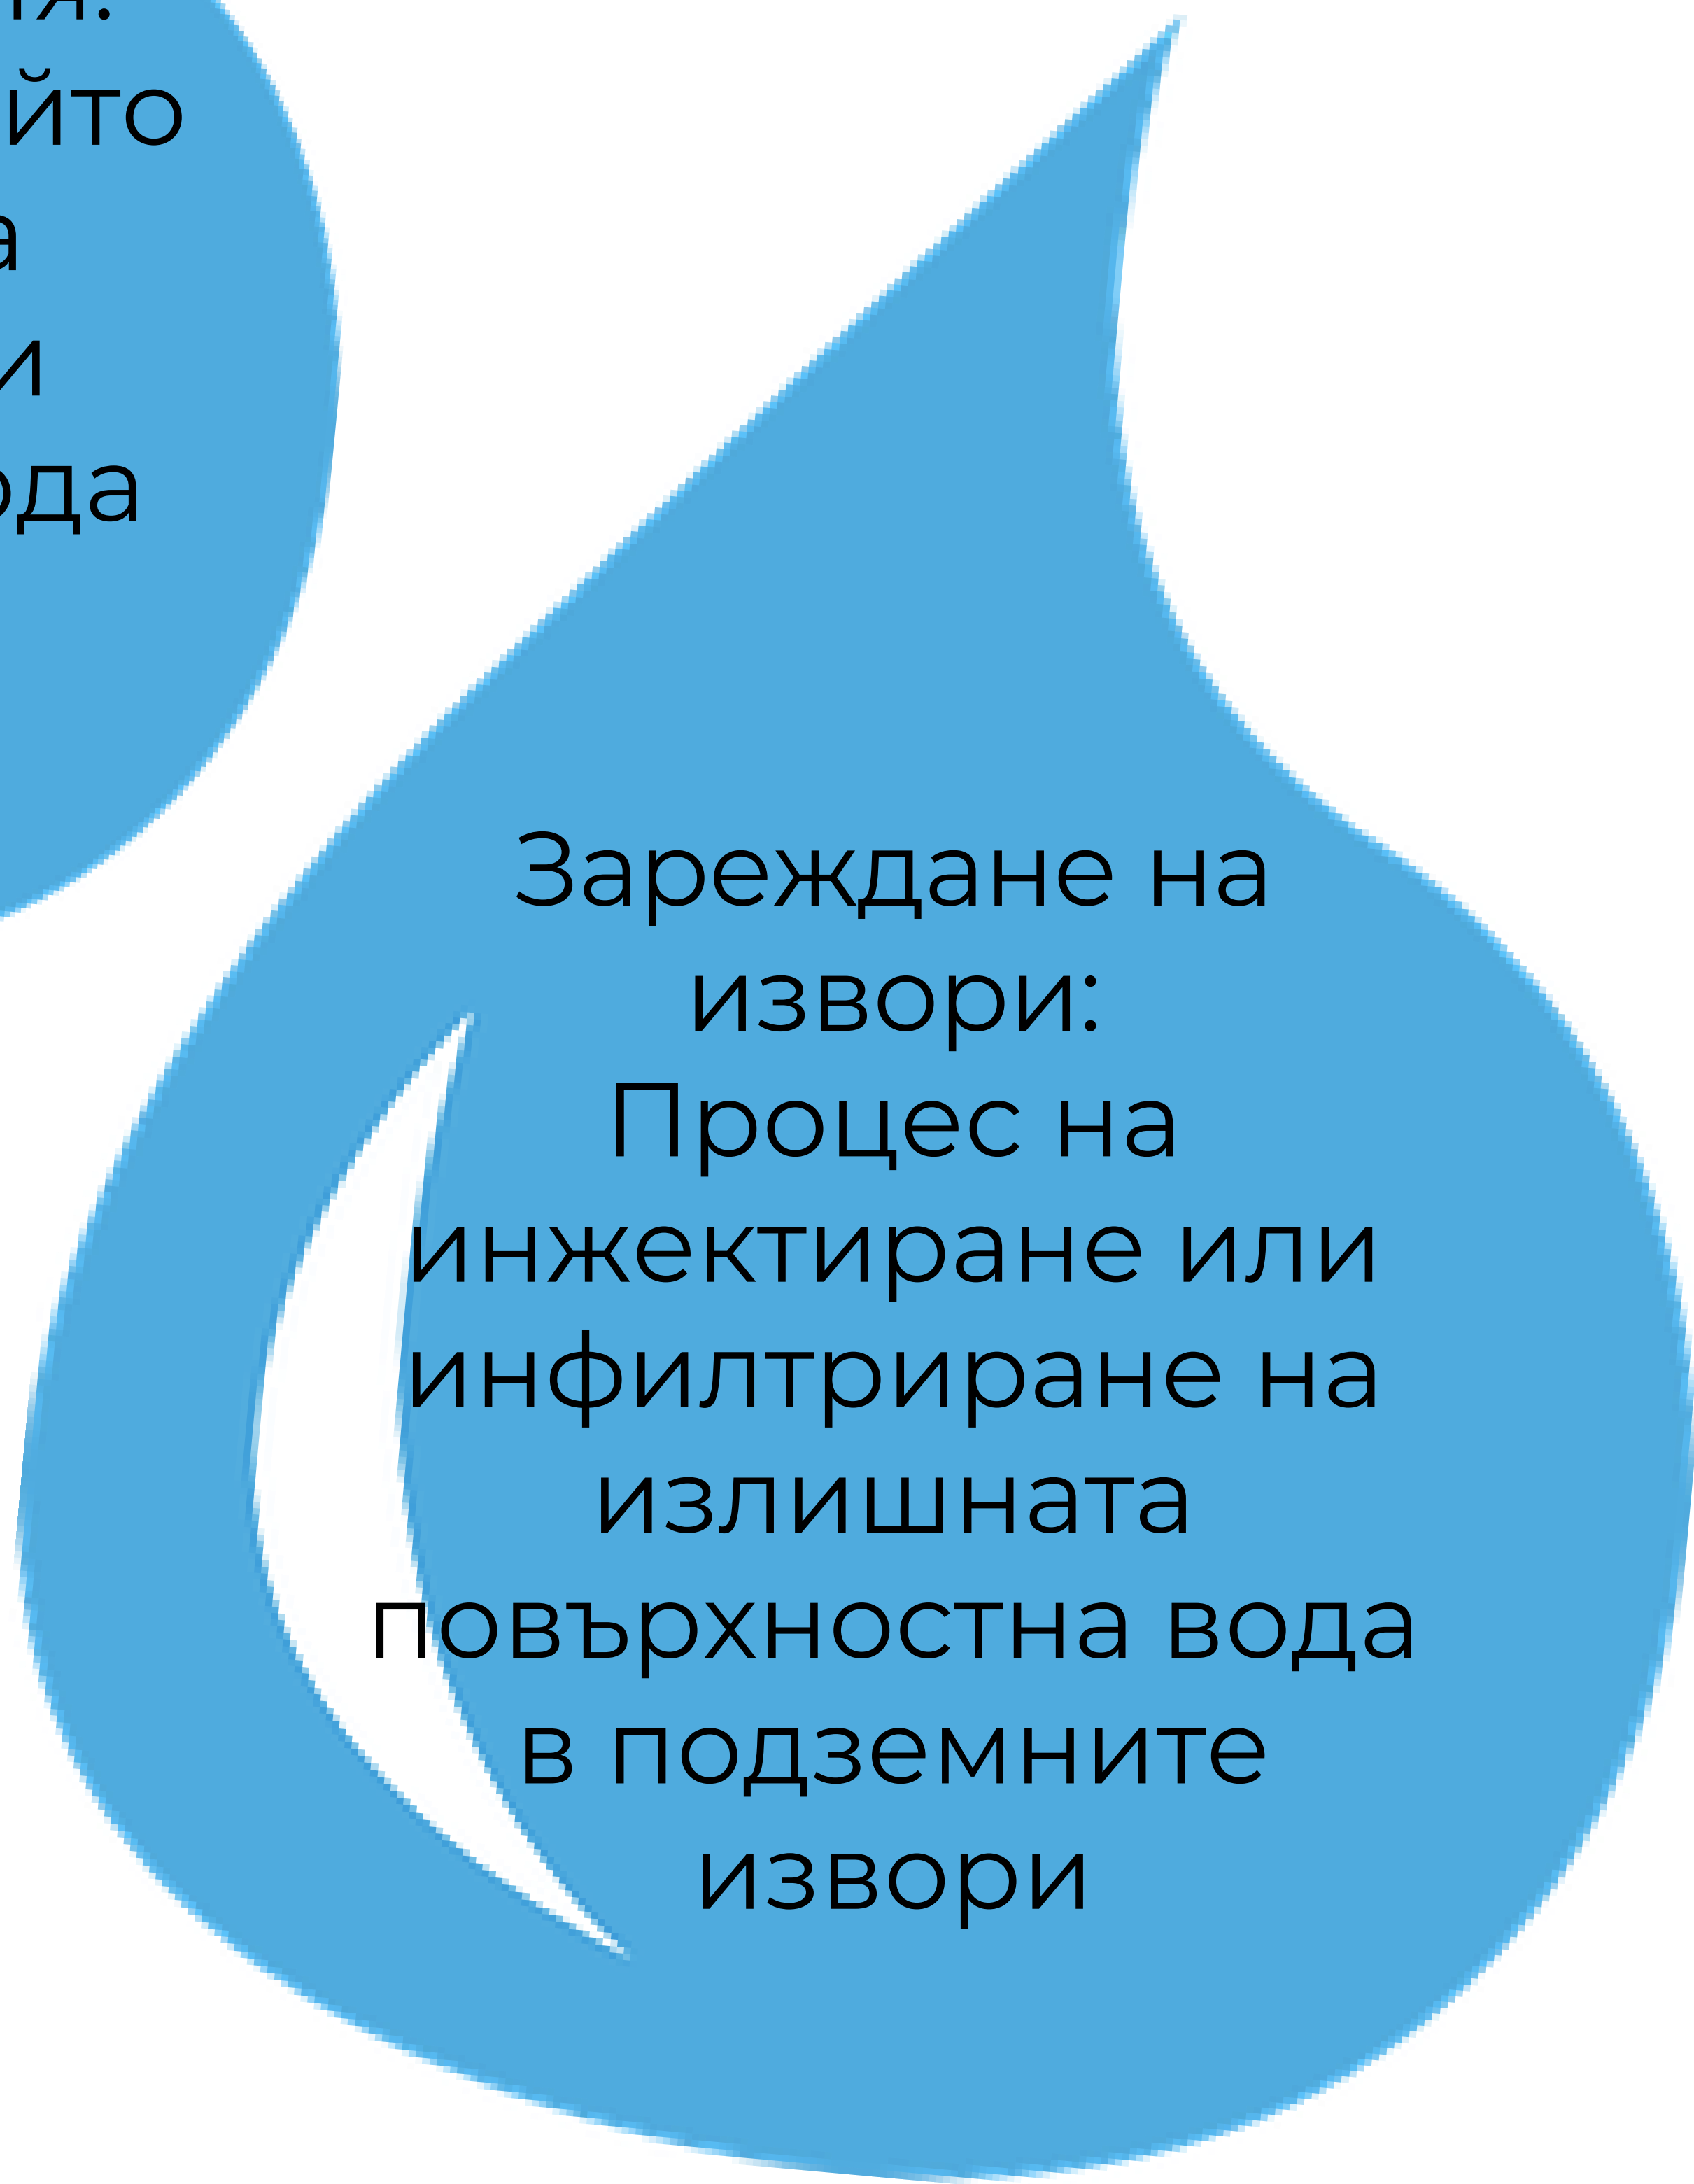 Зареждане на
извори:
Процес на
инжектиране или
инфилтриране на
излишната
повърхностна вода
в подземните
извори